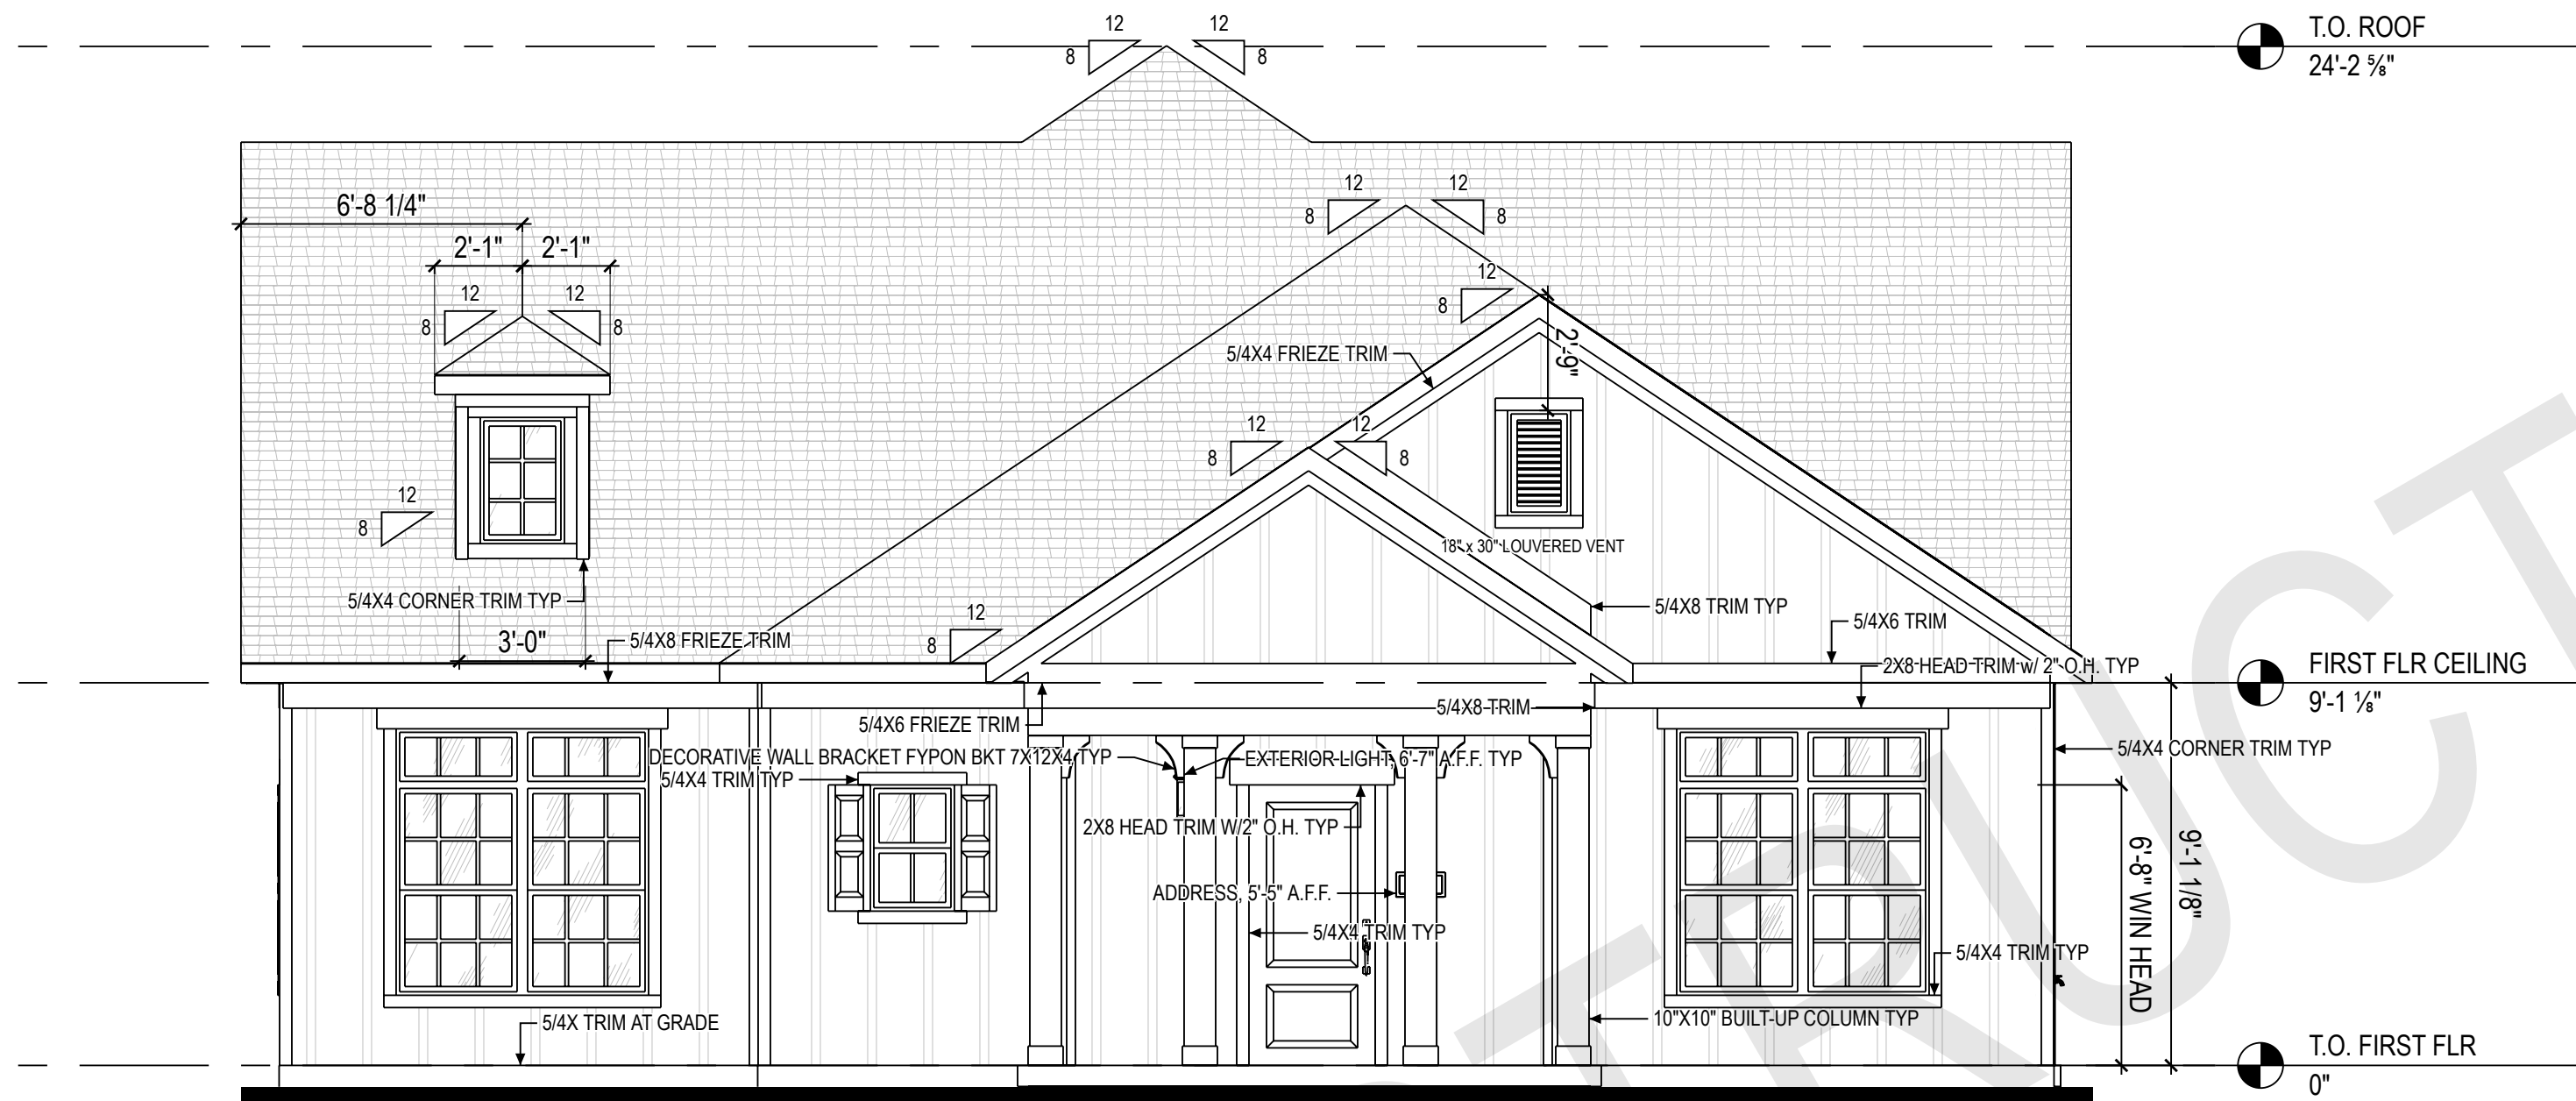 12 12
8 8
T.O. ROOF
24'-2 ⅝"
6'-8 1/4"
12 12
8 8
2'-1" 2'-1"
12
8
12 12
8 8
2'-9"
5/4X4 FRIEZE TRIM
12 12
8 8
12
8
18" x 30" LOUVERED VENT
5/4X4 CORNER TRIM TYP
5/4X8 TRIM TYP
12
8
5/4X6 TRIM
3'-0"
5/4X8 FRIEZE TRIM
2X8 HEAD TRIM w/ 2" O.H. TYP
FIRST FLR CEILING
9'-1 ⅛"
5/4X8 TRIM
5/4X6 FRIEZE TRIM
5/4X4 CORNER TRIM TYP
DECORATIVE WALL BRACKET FYPON BKT 7X12X4 TYP
EXTERIOR LIGHT, 6'-7" A.F.F. TYP
5/4X4 TRIM TYP
2X8 HEAD TRIM W/2" O.H. TYP
9'-1 1/8"
6'-8" WIN HEAD
ADDRESS, 5'-5" A.F.F.
5/4X4 TRIM TYP
5/4X4 TRIM TYP
10"X10" BUILT-UP COLUMN TYP
5/4X TRIM AT GRADE
T.O. FIRST FLR
0"
TRUCT